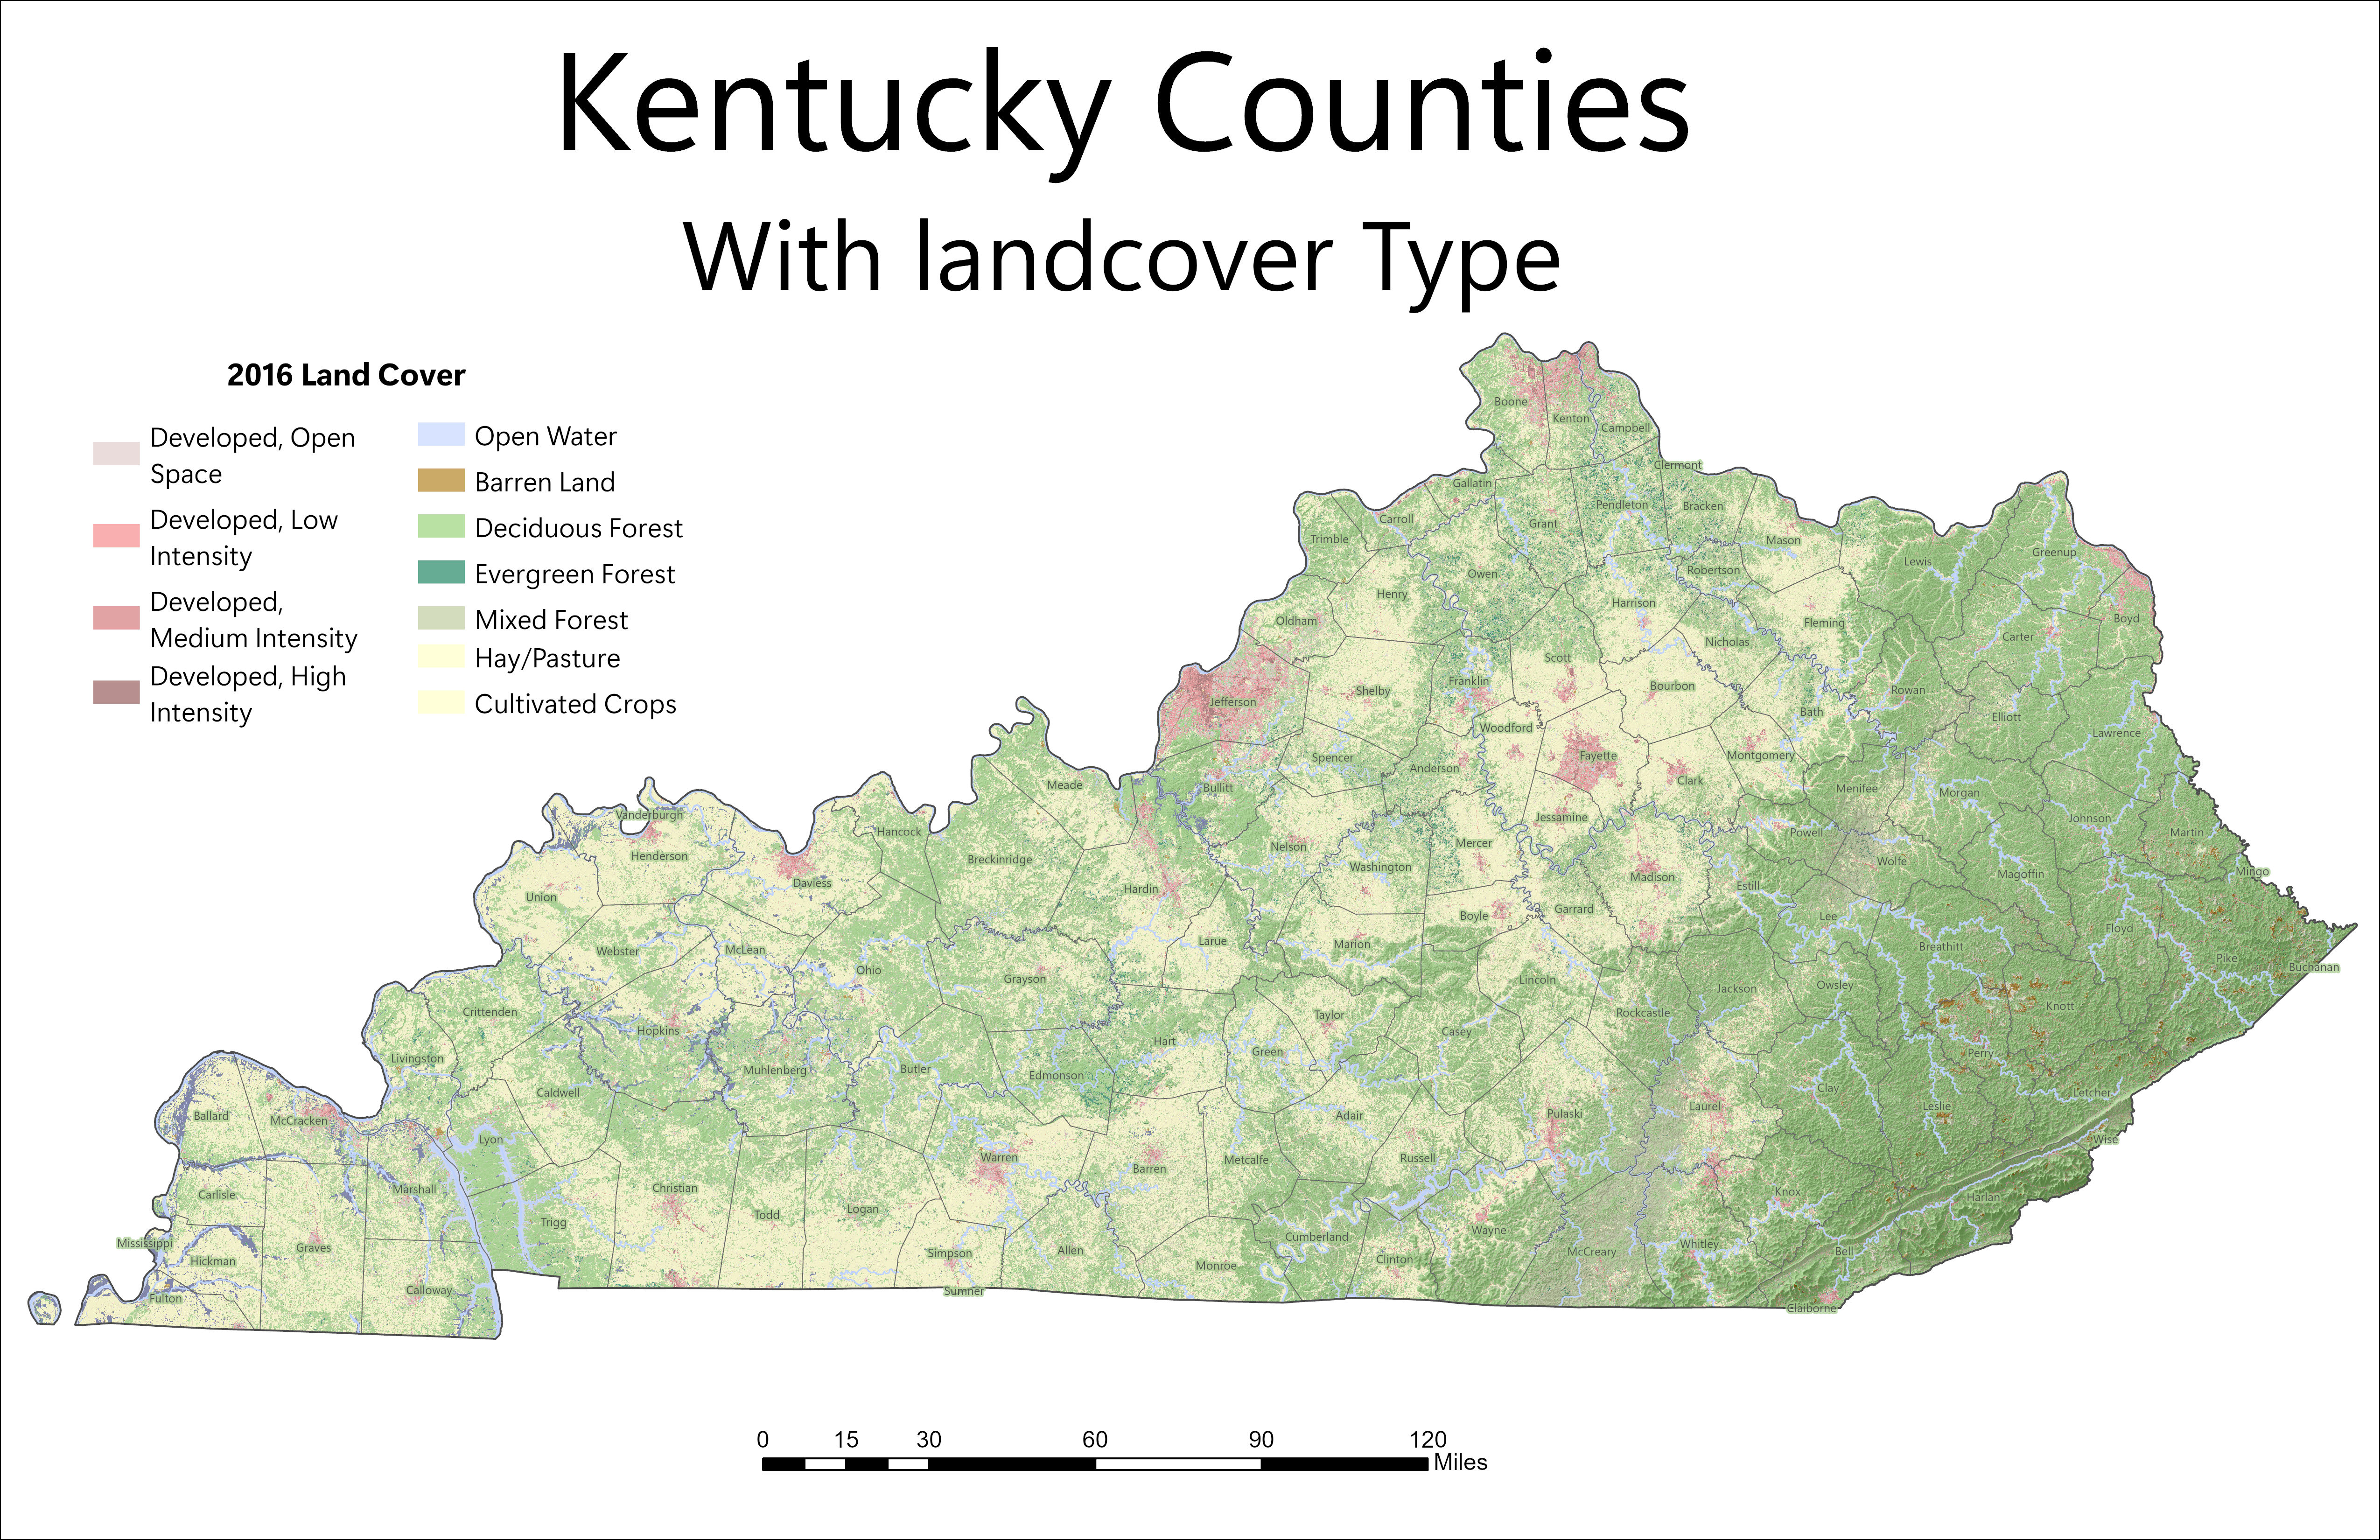 Kentucky Counties
With landcover Type
2016 Land Cover
Developed, Open
Space
Developed, Low
Intensity
Developed,
Medium Intensity
Developed, High
Intensity
Open Water
Barren Land
Deciduous Forest
Evergreen Forest
Mixed Forest
Hay/Pasture
Cultivated Crops
Boone
Kenton
Campbell
Clermont
Gallatin
Pendleton
Bracken
Carroll
Grant
Trimble
Mason
Lewis
Greenup
Owen
Robertson
Henry
Harrison
Oldham
Fleming
Boyd
Carter
Nicholas
Scott
Franklin
Shelby
Bourbon
Rowan
Jefferson
Bath
Elliott
Woodford
Lawrence
Spencer
Fayette
Montgomery
Anderson
Clark
Meade
Bullitt
Menifee
Morgan
Vanderburgh
Jessamine
Johnson
Hancock
Powell
Martin
Mercer
Nelson
Henderson
Breckinridge
Washington
Wolfe
Mingo
Magoffin
Madison
Daviess
Hardin
Estill
Union
Garrard
Boyle
Lee
Floyd
Larue
Marion
Breathitt
Webster
McLean
Pike
Buchanan
Ohio
Grayson
Lincoln
Owsley
Jackson
Knott
Crittenden
Rockcastle
Taylor
Hopkins
Casey
Hart
Green
Perry
Livingston
Muhlenberg
Butler
Edmonson
Clay
Caldwell
Letcher
Laurel
Leslie
Ballard
McCracken
Adair
Pulaski
Lyon
Wise
Warren
Russell
Metcalfe
Barren
Christian
Marshall
Carlisle
Knox
Harlan
Todd
Logan
Trigg
Wayne
Cumberland
Mississippi
Graves
Whitley
Bell
McCreary
Simpson
Allen
Hickman
Clinton
Monroe
Calloway
Sumner
Fulton
Claiborne
0 15 30 60 90 120
Miles